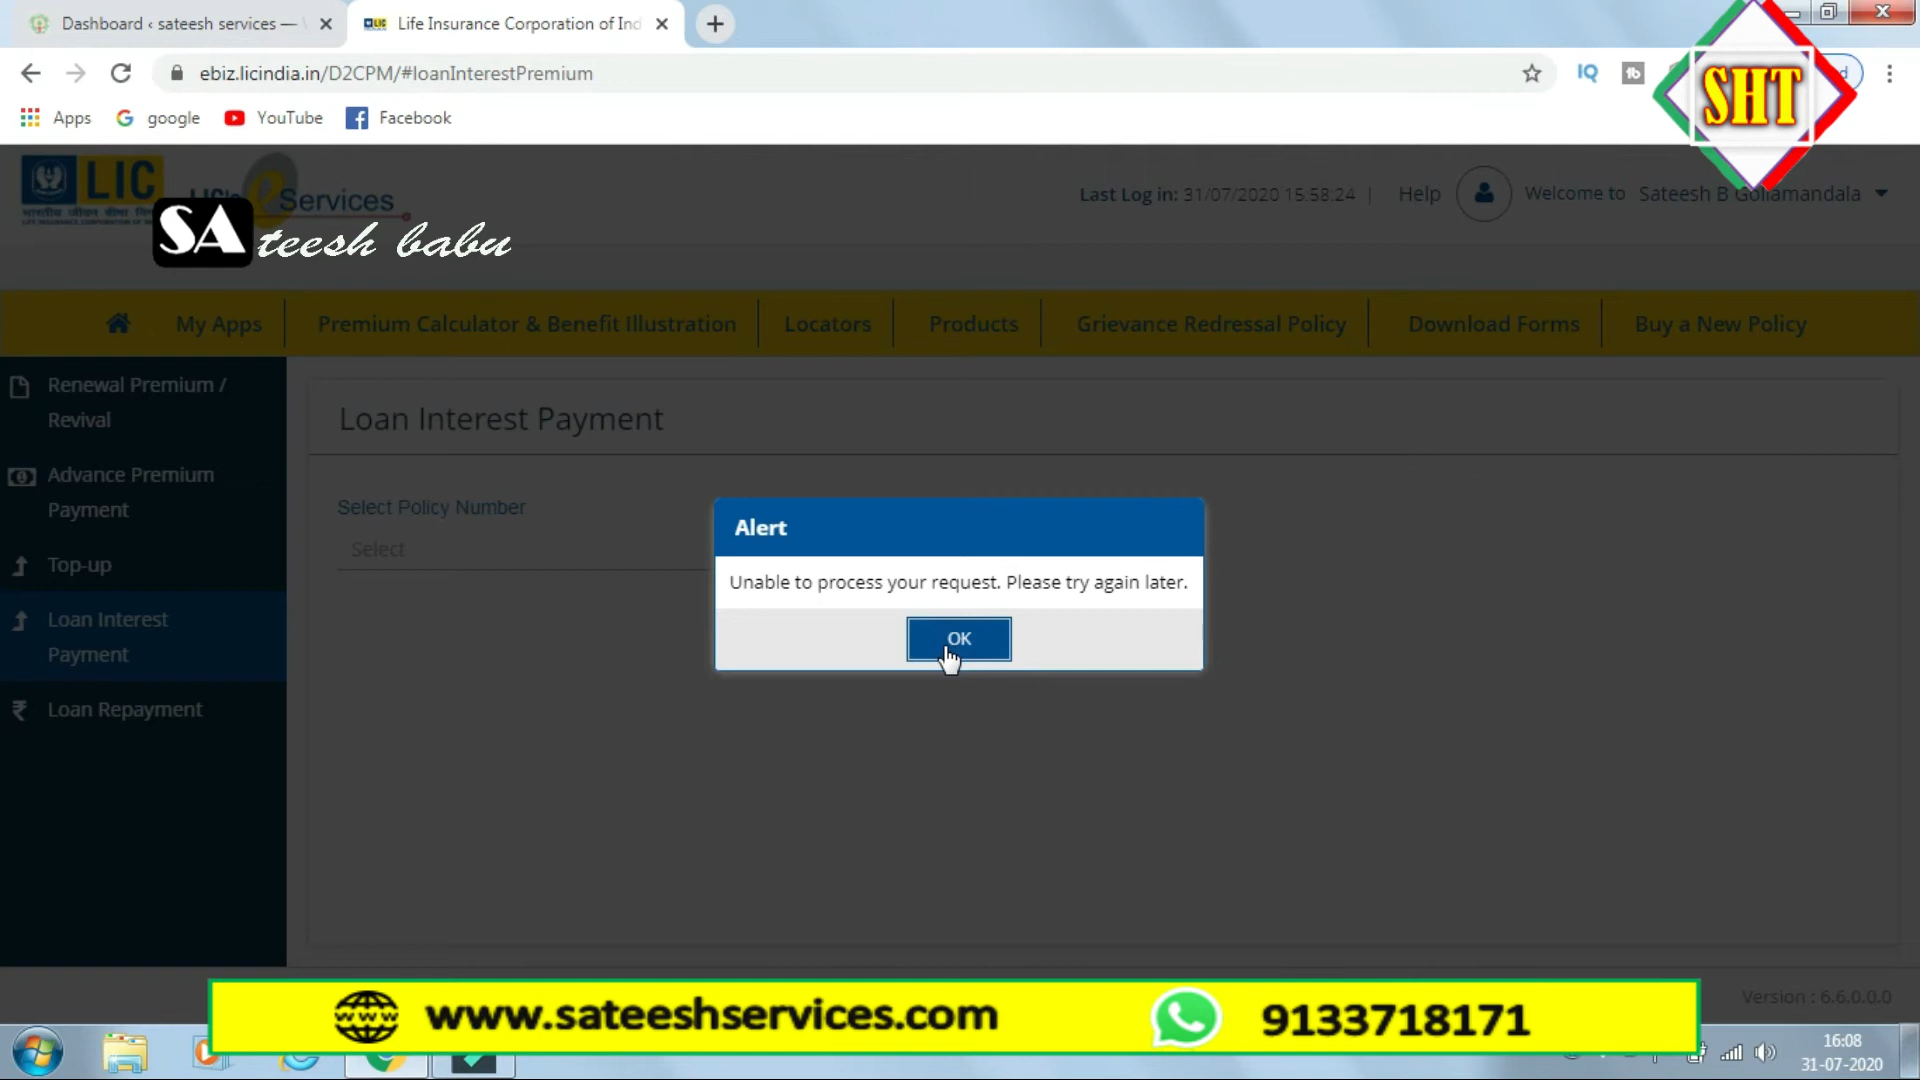 Dashboard ‹ sateesh services —
Life Insurance Corporation of Ind
ebiz.licindia.in/D2CPM/#loanInterestPremium
IQ
Apps
google
YouTube
Facebook
SHT
LIC
भारतीय जीवन बीमा
eServices
SAteesh babu
Last Log in: 31/07/2020 15:58:24 |
Help
Welcome to Sateesh B Gollamandala
My Apps
Premium Calculator & Benefit Illustration
Locators
Products
Grievance Redressal Policy
Download Forms
Buy a New Policy
Renewal Premium /
Revival
Advance Premium
Payment
Top-up
Loan Interest
Payment
Loan Repayment
Loan Interest Payment
Select Policy Number
Select
Alert
Unable to process your request. Please try again later.
OK
Version : 6.6.0.0.0
www.sateeshservices.com
9133718171
16:08
31-07-2020